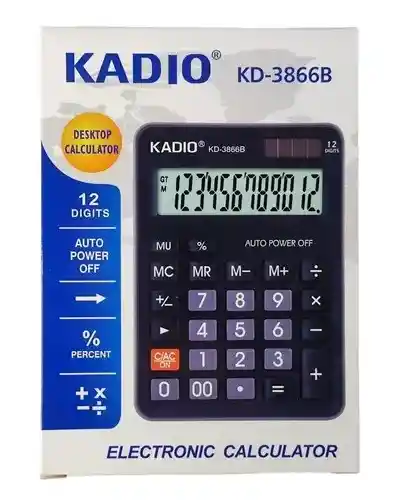 KADIO® KD-3866B
DESKTOP
CALCULATOR
12
DIGITS
AUTO
POWER
OFF
→
%
PERCENT
+ ×
− ÷
KADIO® KD-3866B
12
DIGITS
GT
M
123456789012.
MU % AUTO POWER OFF
MC MR M− M+ ÷
+/− 7 8 9 ×
► 4 5 6 −
C/AC
ON
1 2 3 +
0 00 • =
ELECTRONIC CALCULATOR